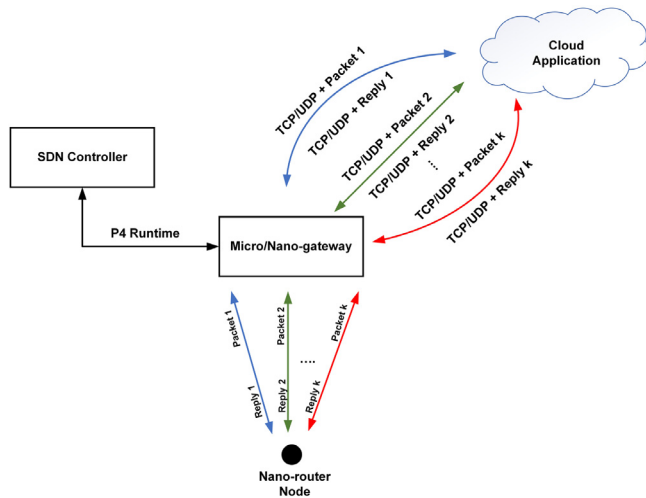 Cloud
Application
TCP/UDP + Packet 1
TCP/UDP + Reply 1
TCP/UDP + Packet 2
TCP/UDP + Reply 2
....
TCP/UDP + Packet k
TCP/UDP + Reply k
SDN Controller
P4 Runtime
Micro/Nano-gateway
Packet 1
Reply 1
Packet 2
Reply 2
....
Packet k
Reply k
Nano-router
Node